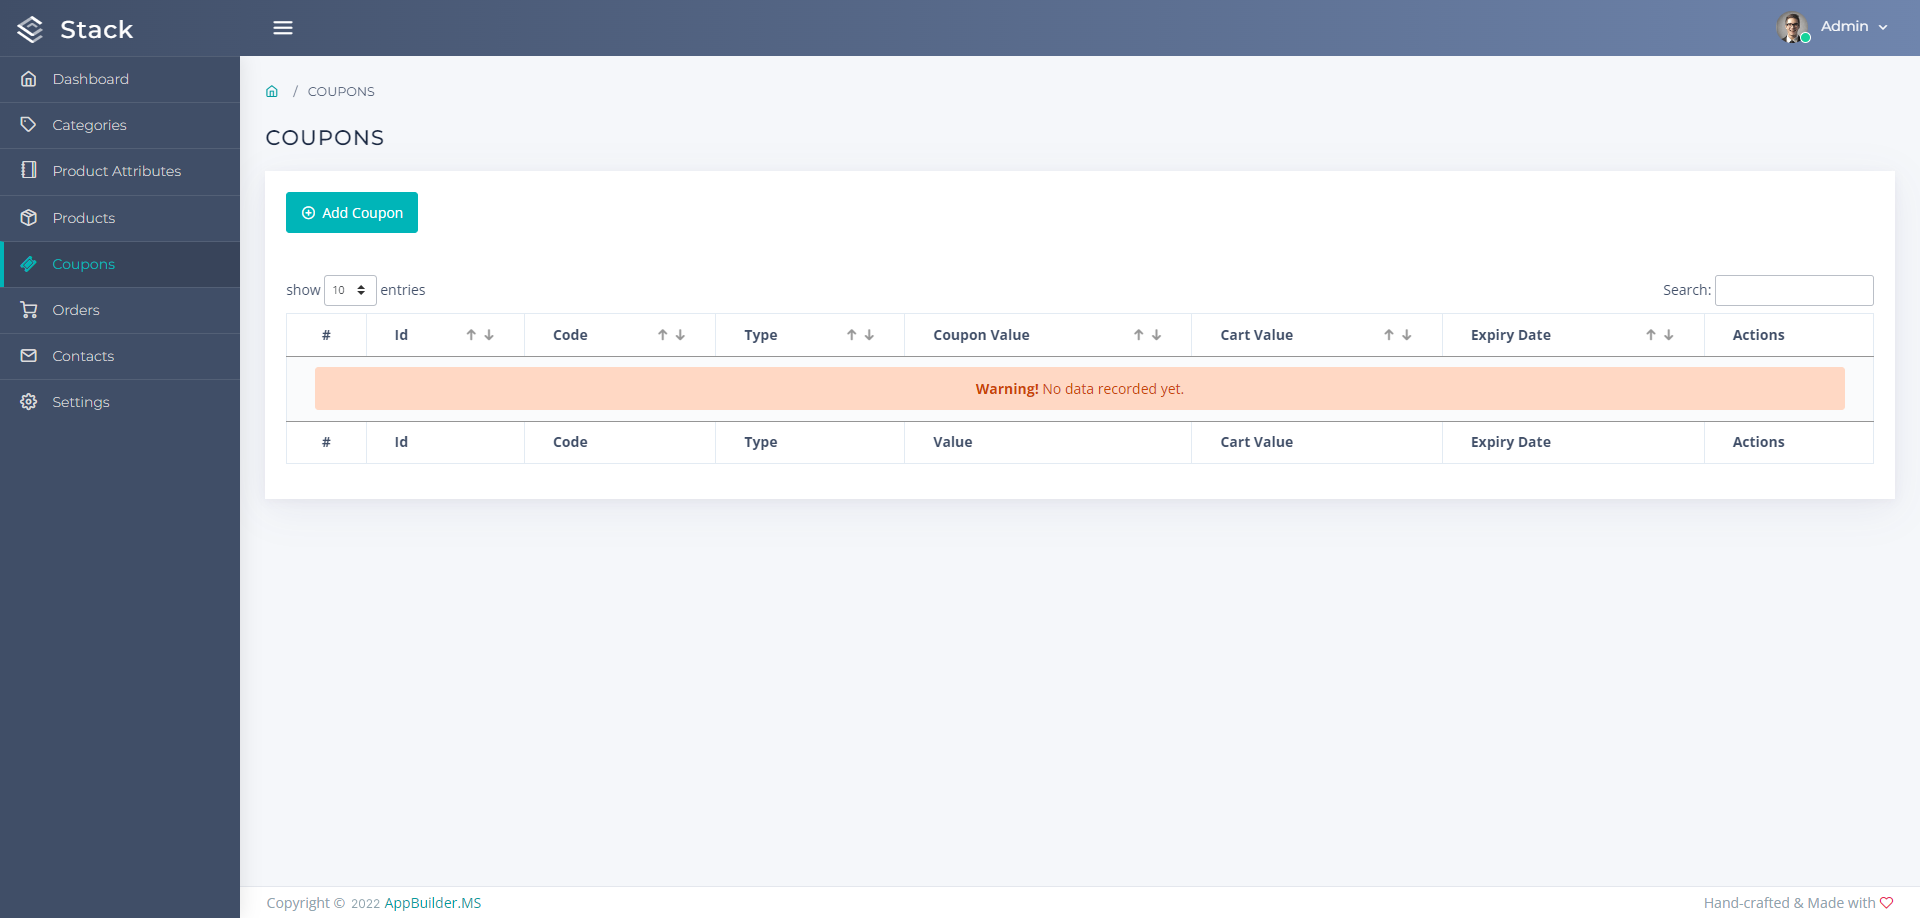 Stack
Admin
Dashboard
Categories
Product Attributes
Products
Coupons
Orders
Contacts
Settings
/ COUPONS
COUPONS
Add Coupon
show 10 entries
Search:
# Id Code Type Coupon Value Cart Value Expiry Date Actions
Warning! No data recorded yet.
# Id Code Type Value Cart Value Expiry Date Actions
Copyright © 2022 AppBuilder.MS
Hand-crafted & Made with